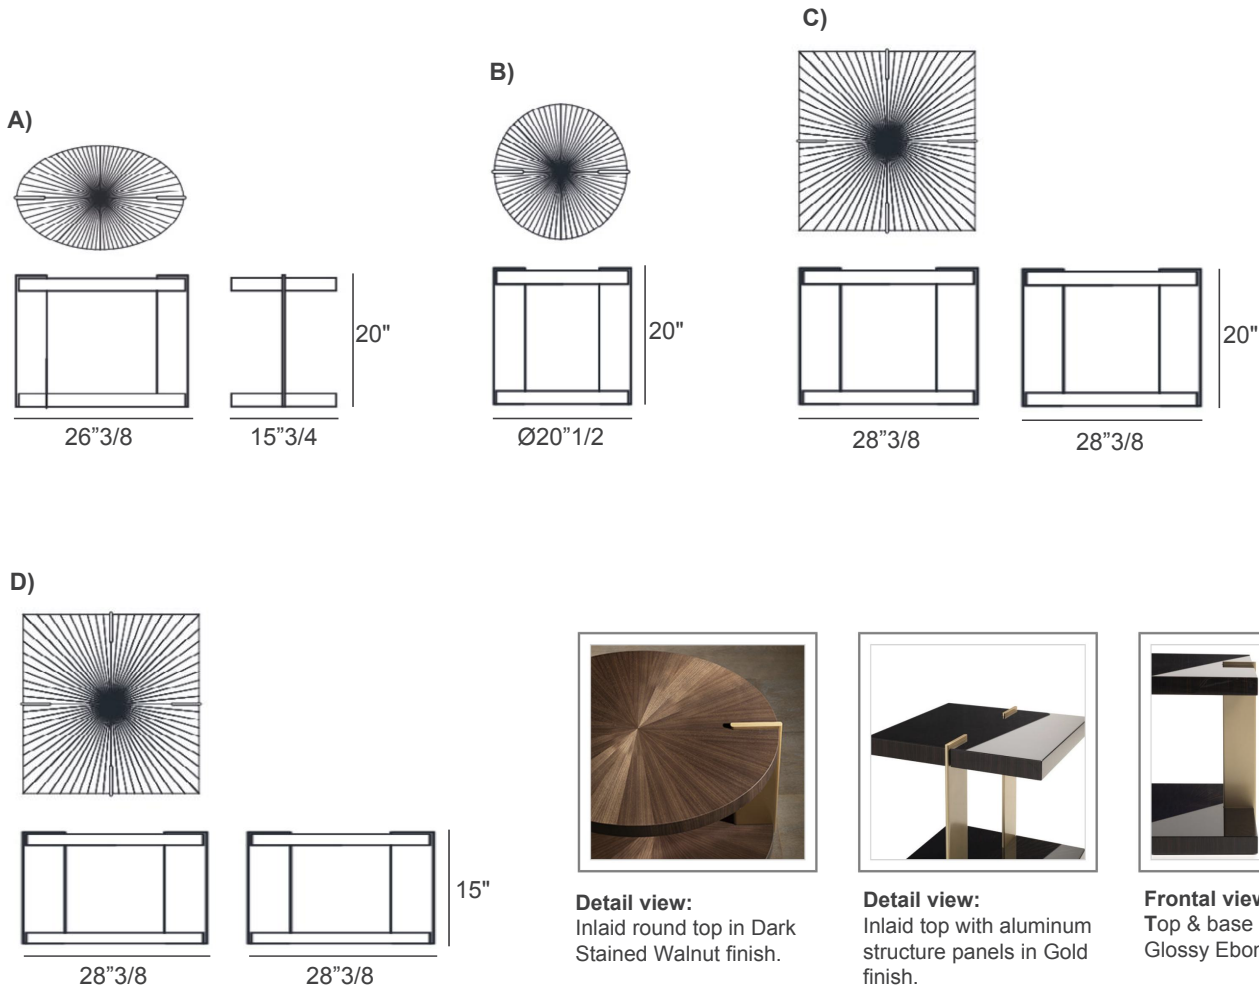 A)
20"
26”3/8
15”3/4
B)
20"
Ø20”1/2
C)
20"
28”3/8
28”3/8
D)
15"
28”3/8
28”3/8
Detail view:
Inlaid round top in Dark
Stained Walnut finish.
Detail view:
Inlaid top with aluminum
structure panels in Gold
finish.
Frontal
Top & base
Glossy